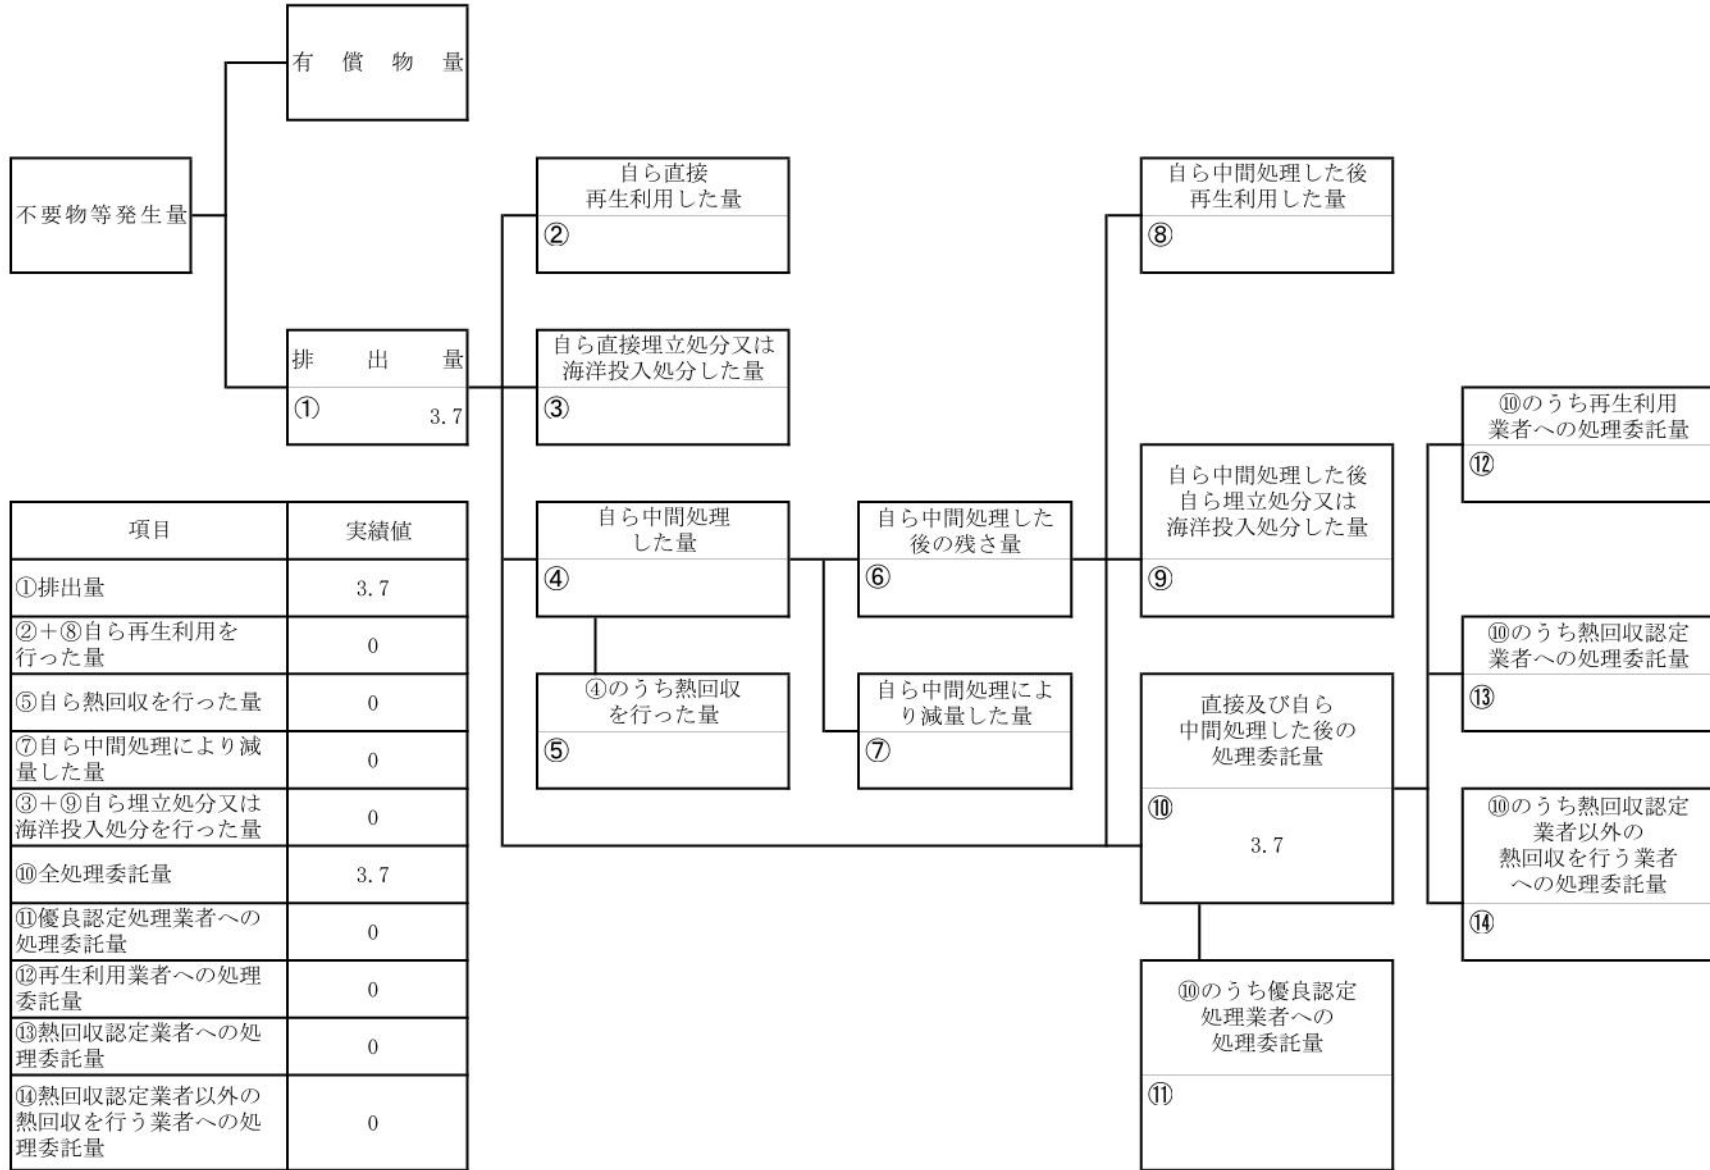 有償物量
不要物等発生量
排出量
①
3.7
自ら直接
再生利用した量
②
自ら直接埋立処分又は
海洋投入処分した量
③
自ら中間処理
した量
④
④のうち熱回収
を行った量
⑤
自ら中間処理した
後の残さ量
⑥
自ら中間処理によ
り減量した量
⑦
自ら中間処理した後
再生利用した量
⑧
自ら中間処理した後
自ら埋立処分又は
海洋投入処分した量
⑨
直接及び自ら
中間処理した後の
処理委託量
⑩
3.7
⑩のうち優良認定
処理業者への
処理委託量
⑪
⑩のうち再生利用
業者への処理委託量
⑫
⑩のうち熱回収認定
業者への処理委託量
⑬
⑩のうち熱回収認定
業者以外の
熱回収を行う業者
への処理委託量
⑭
項目 実績値
①排出量 3.7
②+⑧自ら再生利用を
行った量 0
⑤自ら熱回収を行った量 0
⑦自ら中間処理により減
量した量 0
③+⑨自ら埋立処分又は
海洋投入処分を行った量 0
⑩全処理委託量 3.7
⑪優良認定処理業者への
処理委託量 0
⑫再生利用業者への処理
委託量 0
⑬熱回収認定業者への処
理委託量 0
⑭熱回収認定業者以外の
熱回収を行う業者への処
理委託量 0